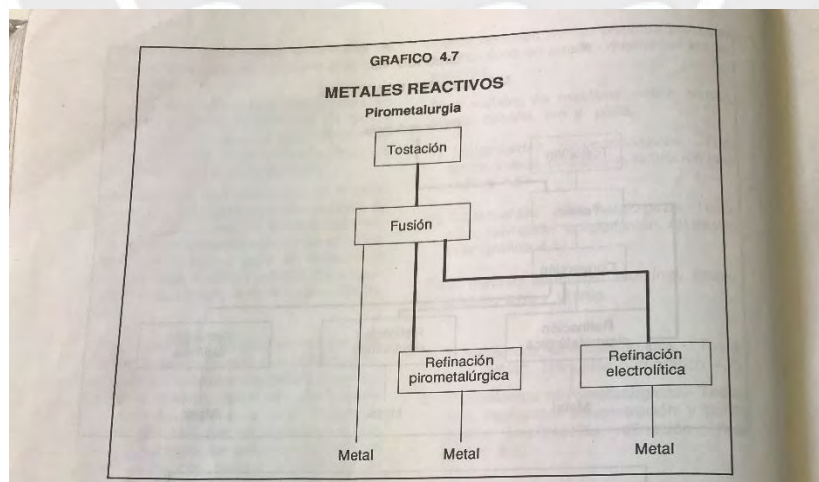 GRAFICO 4.7
METALES REACTIVOS
Pirometalurgia
Tostación
Fusión
Refinación
pirometalúrgica
Refinación
electrolítica
Metal
Metal
Metal